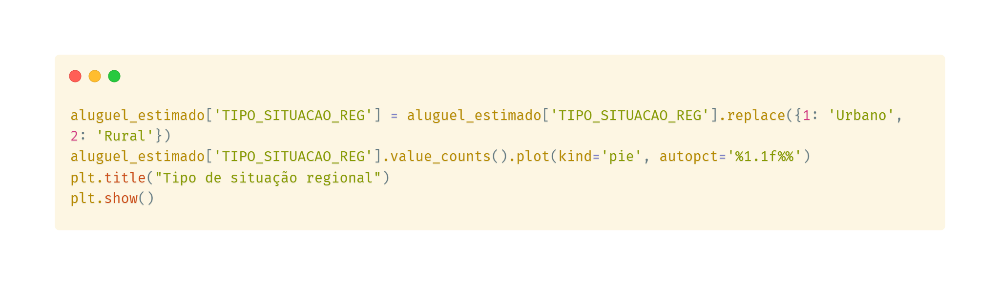 aluguel_estimado['TIPO_SITUACAO_REG'] = aluguel_estimado['TIPO_SITUACAO_REG'].replace({1: 'Urbano',
2: 'Rural'})
aluguel_estimado['TIPO_SITUACAO_REG'].value_counts().plot(kind='pie', autopct='%1.1f%%')
plt.title("Tipo de situação regional")
plt.show()